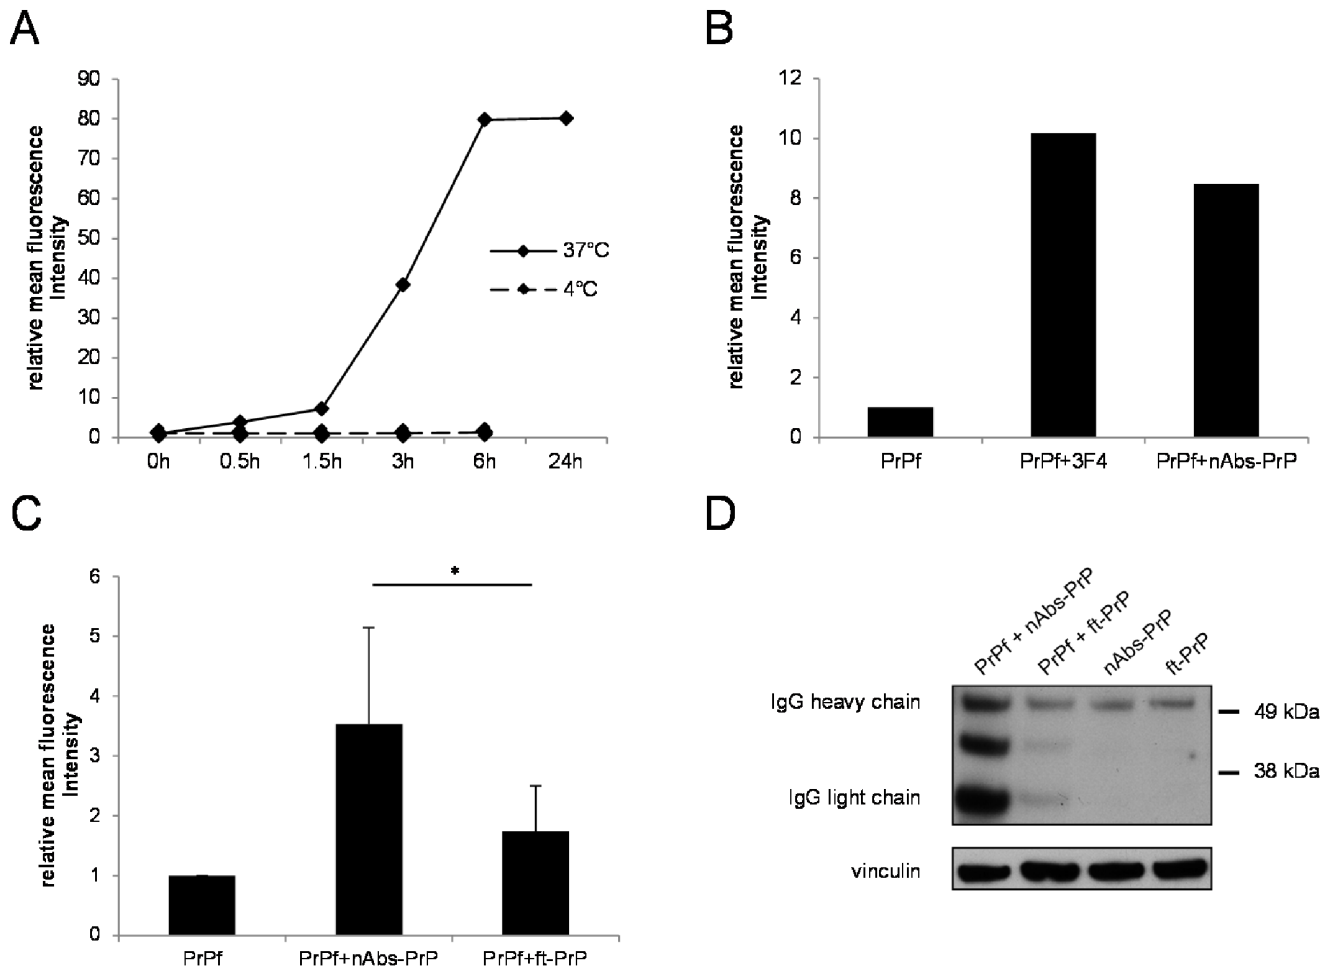 A
relative mean fluorescence
Intensity
90
80
70
60
50
40
30
20
10
0
0h 0.5h 1.5h 3h 6h 24h
37°C
4°C
B
relative mean fluorescence
Intensity
12
10
8
6
4
2
0
PrPf PrPf+3F4 PrPf+nAbs-PrP
C
relative mean fluorescence
Intensity
6
5
4
3
2
1
0
*
PrPf PrPf+nAbs-PrP PrPf+ft-PrP
D
PrPf + nAbs-PrP
PrPf + ft-PrP
nAbs-PrP
ft-PrP
IgG heavy chain
49 kDa
38 kDa
IgG light chain
vinculin